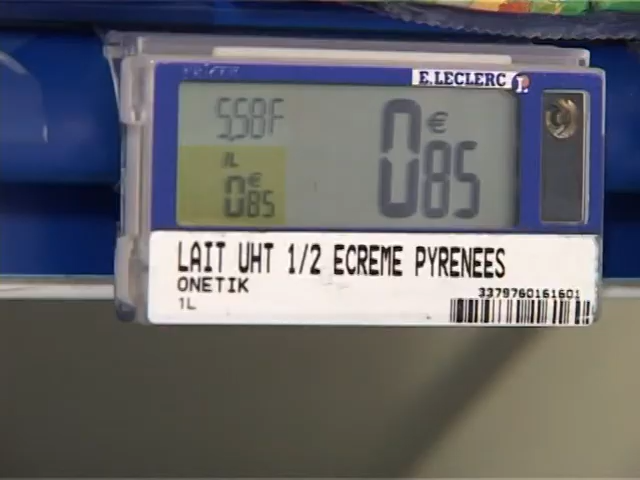 E.LECLERC L
5,58F
0€85
1L
0€85
LAIT UHT 1/2 ECREME PYRENEES
ONETIK
1L
3379760161601